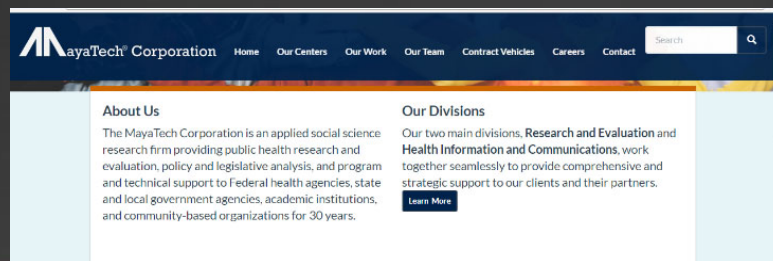 MayaTech® Corporation
Home Our Centers Our Work Our Team Contract Vehicles Careers Contact
Search
About Us
The MayaTech Corporation is an applied social science
research firm providing public health research and
evaluation, policy and legislative analysis, and program
and technical support to Federal health agencies, state
and local government agencies, academic institutions,
and community-based organizations for 30 years.
Our Divisions
Our two main divisions, Research and Evaluation and
Health Information and Communications, work
together seamlessly to provide comprehensive and
strategic support to our clients and their partners.
Learn More